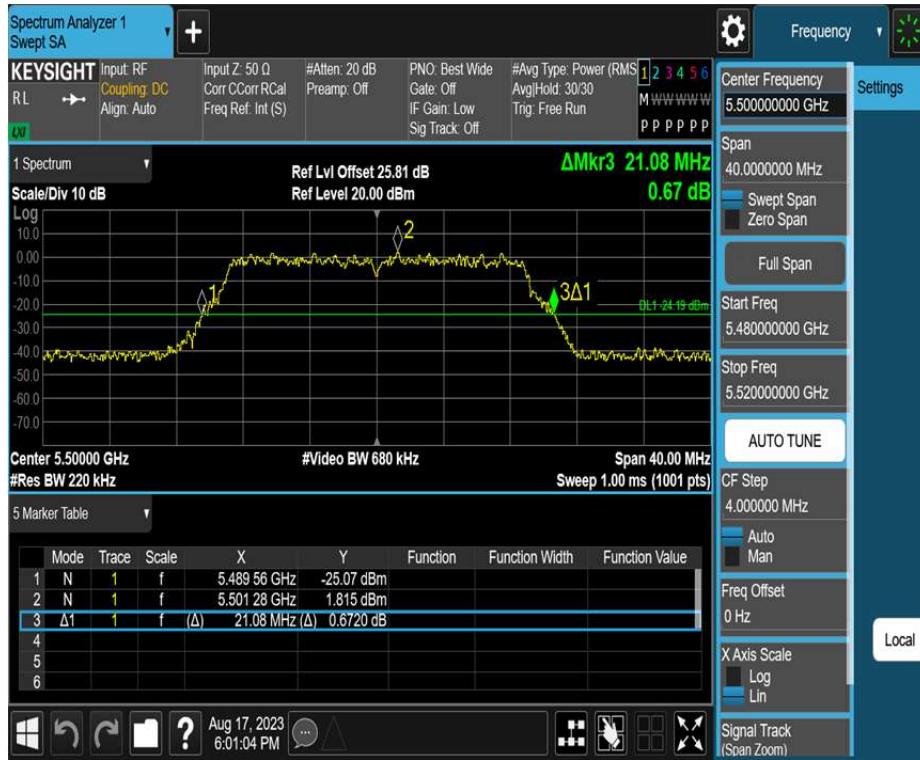 Spectrum Analyzer 1
Swept SA
+
Frequency
KEYSIGHT
RL
LXI
Input: RF
Coupling: DC
Align: Auto
Input Z: 50 Ω
Corr CCorr RCal
Freq Ref: Int (S)
#Atten: 20 dB
Preamp: Off
PNO: Best Wide
Gate: Off
IF Gain: Low
Sig Track: Off
#Avg Type: Power (RMS
Avg|Hold: 30/30
Trig: Free Run
1 2 3 4 5 6
M W W W W W
P P P P P P
1 Spectrum
Scale/Div 10 dB
Ref Lvl Offset 25.81 dB
Ref Level 20.00 dBm
ΔMkr3 21.08 MHz
0.67 dB
Log
10.0
0.00
-10.0
-20.0
-30.0
-40.0
-50.0
-60.0
-70.0
1
2
3Δ1
DL1 -24.19 dBm
Center 5.50000 GHz
#Video BW 680 kHz
Span 40.00 MHz
#Res BW 220 kHz
Sweep 1.00 ms (1001 pts)
5 Marker Table
Mode Trace Scale X Y Function Function Width Function Value
1 N 1 f 5.489 56 GHz -25.07 dBm
2 N 1 f 5.501 28 GHz 1.815 dBm
3 Δ1 1 f (Δ) 21.08 MHz (Δ) 0.6720 dB
4
5
6
Center Frequency
5.50000000 GHz
Span
40.0000000 MHz
Swept Span
Zero Span
Full Span
Start Freq
5.480000000 GHz
Stop Freq
5.520000000 GHz
AUTO TUNE
CF Step
4.000000 MHz
Auto
Man
Freq Offset
0 Hz
X Axis Scale
Log
Lin
Signal Track
(Span Zoom)
Settings
Local
?
Aug 17, 2023
6:01:04 PM